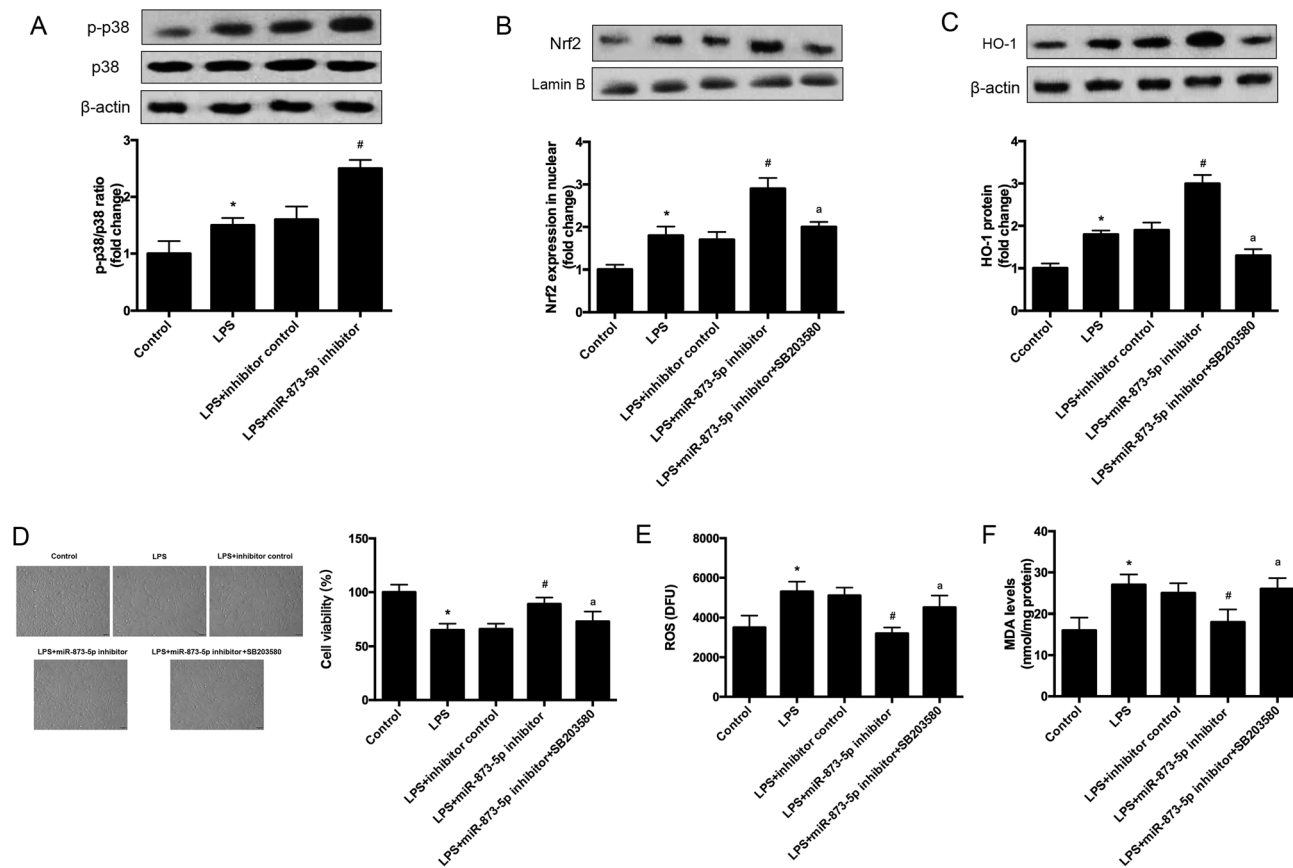 A
p-p38
p38
β-actin
p-p38/p38 ratio
(fold change)
3
2
1
0
*
#
Control
LPS
LPS+inhibitor control
LPS+miR-873-5p inhibitor
B
Nrf2
Lamin B
Nrf2 expression in nuclear
(fold change)
4
3
2
1
0
*
#
a
Control
LPS
LPS+inhibitor control
LPS+miR-873-5p inhibitor
LPS+miR-873-5p inhibitor+SB203580
C
HO-1
β-actin
HO-1 protein
(fold change)
4
3
2
1
0
*
#
a
Ccontrol
LPS
LPS+inhibitor control
LPS+miR-873-5p inhibitor
LPS+miR-873-5p inhibitor+SB203580
D
Control
LPS
LPS+inhibitor control
LPS+miR-873-5p inhibitor
LPS+miR-873-5p inhibitor+SB203580
Cell viability (%)
150
100
50
0
*
#
a
Control
LPS
LPS+inhibitor control
LPS+miR-873-5p inhibitor
LPS+miR-873-5p inhibitor+SB203580
E
ROS (DFU)
8000
6000
4000
2000
0
*
#
a
Control
LPS
LPS+inhibitor control
LPS+miR-873-5p inhibitor
LPS+miR-873-5p inhibitor+SB203580
F
MDA levels
(nmol/mg protein)
40
30
20
10
0
*
#
a
Control
LPS
LPS+inhibitor control
LPS+miR-873-5p inhibitor
LPS+miR-873-5p inhibitor+SB203580